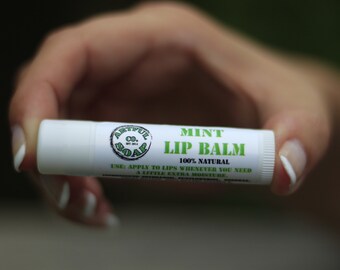 ARTFUL
CO.
SOAP
MINT
LIP BALM
100% NATURAL
USE: APPLY TO LIPS WHENEVER YOU NEED
A LITTLE EXTRA MOISTURE.